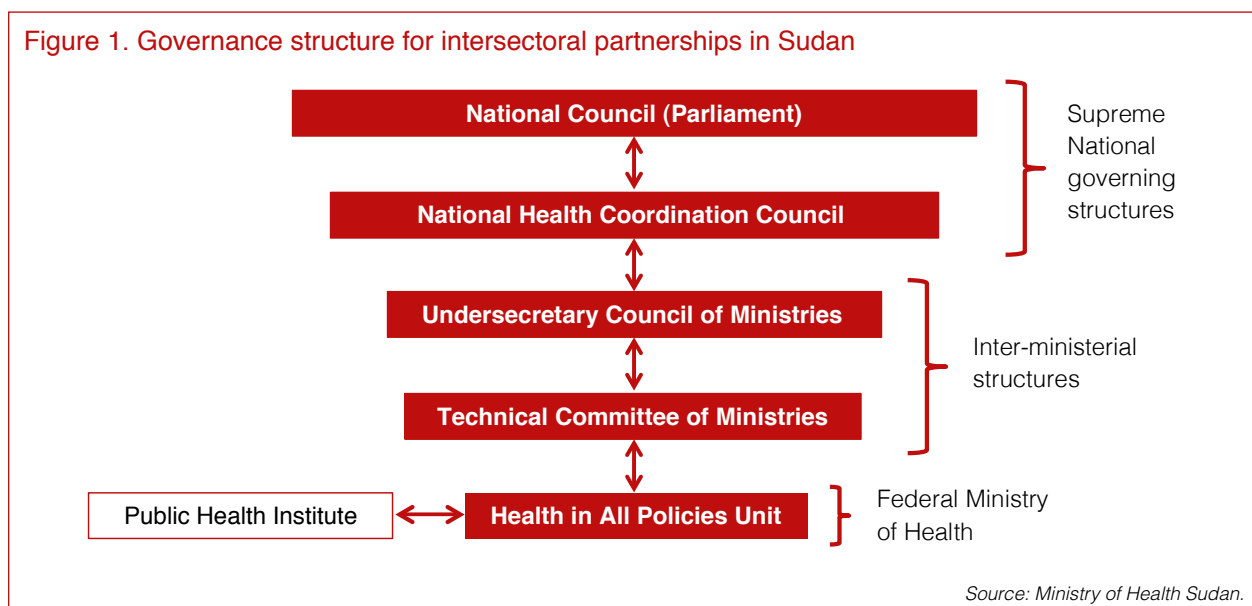 Figure 1. Governance structure for intersectoral partnerships in Sudan
National Council (Parliament)
National Health Coordination Council
Supreme
National
governing
structures
Undersecretary Council of Ministries
Technical Committee of Ministries
Inter-ministerial
structures
Public Health Institute
Health in All Policies Unit
Federal Ministry
of Health
Source: Ministry of Health Sudan.